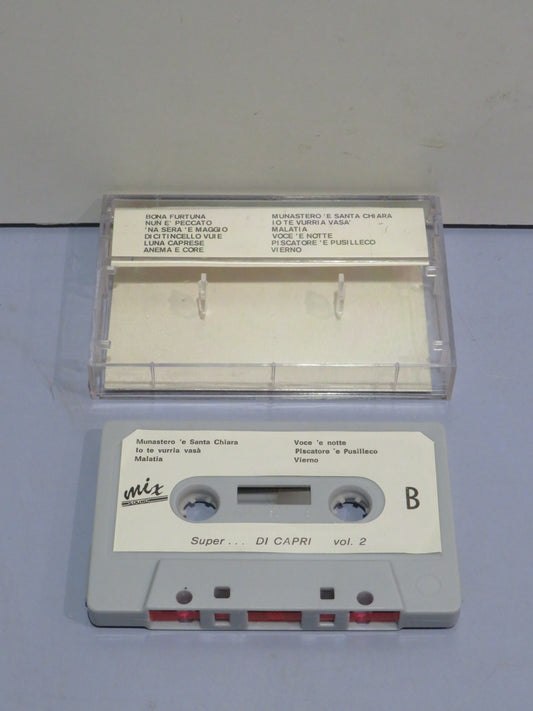 BONA FURTUNA
NUN E' PECCATO
'NA SERA 'E MAGGIO
DICITINCELLO VUIE
LUNA CAPRESE
ANEMA E CORE
MUNASTERO 'E SANTA CHIARA
IO TE VURRIA VASA'
MALATIA
VOCE 'E NOTTE
PISCATORE 'E PUSILLECO
VIERNO
Munastero 'e Santa Chiara
Io te vurria vasà
Malatia
Voce 'e notte
Piscatore 'e Pusilleco
Vierno
mix
SOUND
B
Super... DI CAPRI vol. 2